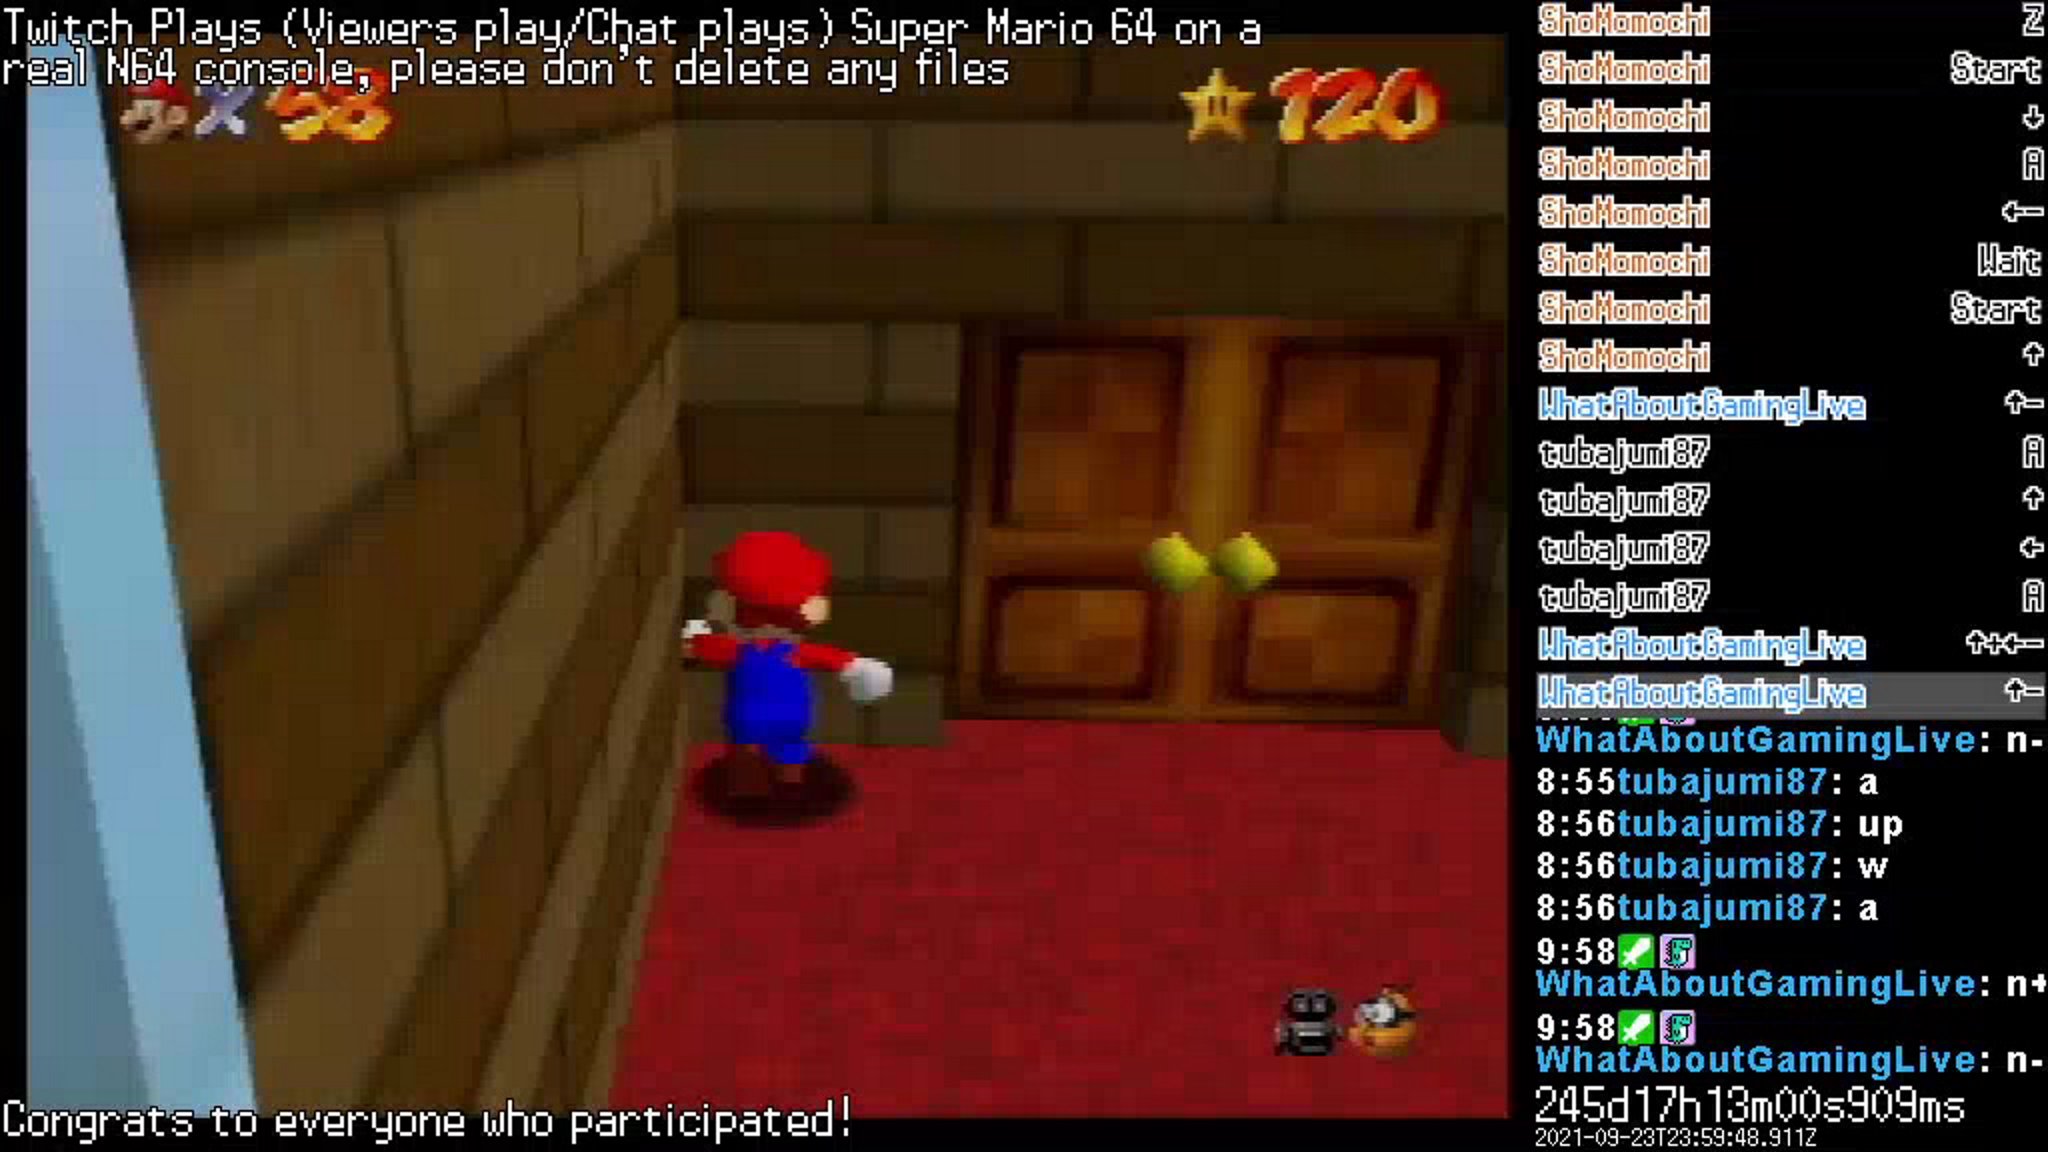 Twitch Plays (Viewers play/Chat plays) Super Mario 64 on a
real N64 console, please don't delete any files
x 58
120
ShoMomochi Z
ShoMomochi Start
ShoMomochi ↓
ShoMomochi A
ShoMomochi ←-
ShoMomochi Wait
ShoMomochi Start
ShoMomochi ↑
WhatAboutGamingLive ↑-
tubajumi87 A
tubajumi87 ↑
tubajumi87 ←
tubajumi87 A
WhatAboutGamingLive ↑+←-
WhatAboutGamingLive ↑-
WhatAboutGamingLive: n-
8:55tubajumi87: a
8:56tubajumi87: up
8:56tubajumi87: w
8:56tubajumi87: a
9:58
WhatAboutGamingLive: n+
9:58
WhatAboutGamingLive: n-
245d17h13m00s909ms
2021-09-23T23:59:48.911Z
Congrats to everyone who participated!